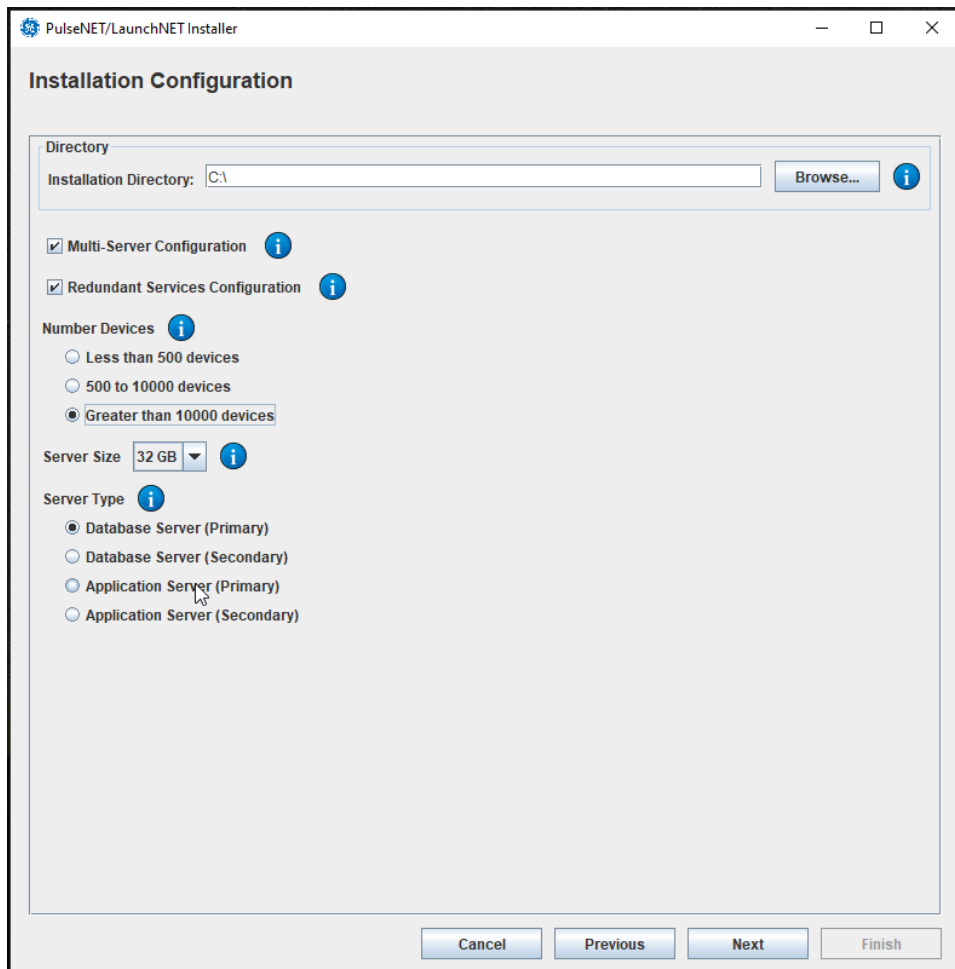 PulseNET/LaunchNET Installer
Installation Configuration
Directory
Installation Directory: C:\ Browse... i
Multi-Server Configuration i
Redundant Services Configuration i
Number Devices i
Less than 500 devices
500 to 10000 devices
Greater than 10000 devices
Server Size 32 GB i
Server Type i
Database Server (Primary)
Database Server (Secondary)
Application Server (Primary)
Application Server (Secondary)
Cancel Previous Next Finish